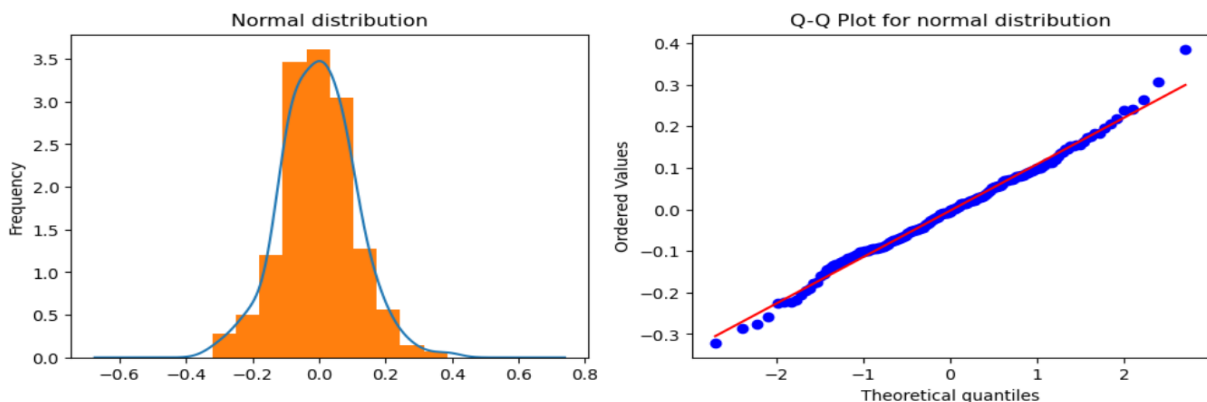 Normal distribution
Frequency
3.5
3.0
2.5
2.0
1.5
1.0
0.5
0.0
−0.6 −0.4 −0.2 0.0 0.2 0.4 0.6 0.8
Q-Q Plot for normal distribution
Ordered Values
0.4
0.3
0.2
0.1
0.0
−0.1
−0.2
−0.3
−2 −1 0 1 2
Theoretical quantiles